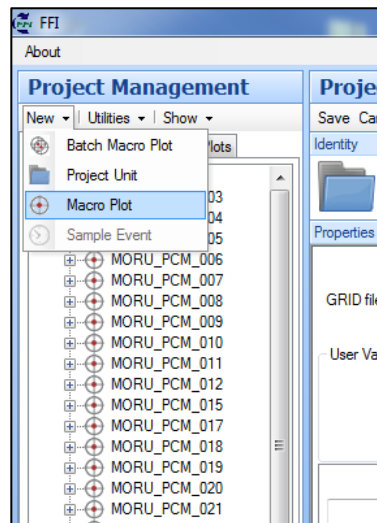 FFI
About
Project Management
New Utilities Show
Batch Macro Plot
Project Unit
Macro Plot
Sample Event
lots
03
04
05
MORU_PCM_006
MORU_PCM_007
MORU_PCM_008
MORU_PCM_009
MORU_PCM_010
MORU_PCM_011
MORU_PCM_012
MORU_PCM_015
MORU_PCM_017
MORU_PCM_018
MORU_PCM_019
MORU_PCM_020
MORU_PCM_021
Proje
Save Ca
Identity
Properties
GRID file
User Va